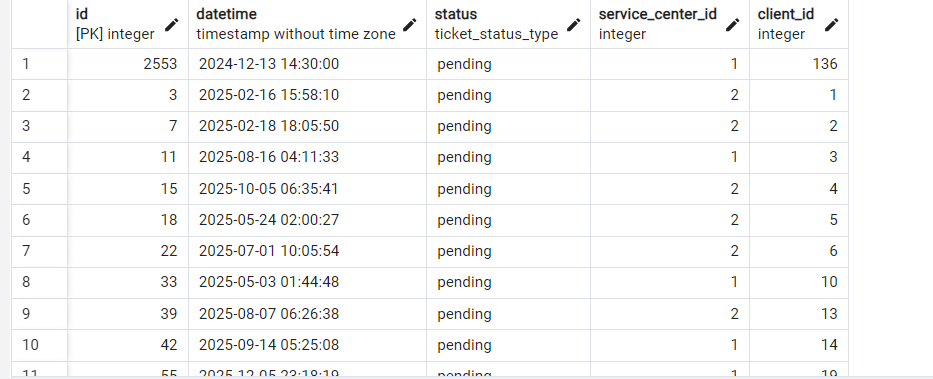 id datetime status service_center_id client_id
[PK] integer timestamp without time zone ticket_status_type integer integer
1 2553 2024-12-13 14:30:00 pending 1 136
2 3 2025-02-16 15:58:10 pending 2 1
3 7 2025-02-18 18:05:50 pending 2 2
4 11 2025-08-16 04:11:33 pending 1 3
5 15 2025-10-05 06:35:41 pending 2 4
6 18 2025-05-24 02:00:27 pending 2 5
7 22 2025-07-01 10:05:54 pending 2 6
8 33 2025-05-03 01:44:48 pending 1 10
9 39 2025-08-07 06:26:38 pending 2 13
10 42 2025-09-14 05:25:08 pending 1 14
11 55 2025-12-05 23:18:19 pending 1 19